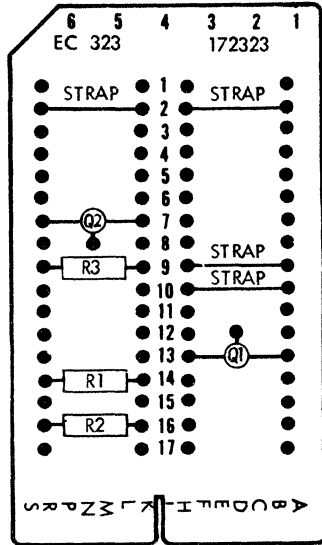 6 5 4 3 2 1
EC 323 172323
1
STRAP STRAP
2
3
4
5
6
Q2 7
8
STRAP
R3 9
STRAP
10
11
12
13 Q1
R1 14
15
R2 16
17
S R P N M L K J H F E D C B A